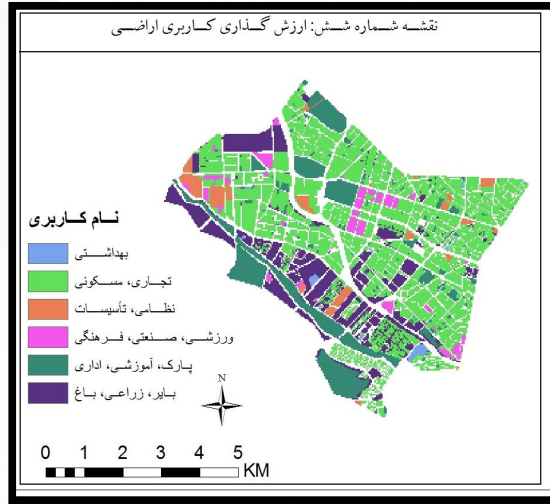 نقشه شماره شش: ارزش گذاری کاربری اراضی
نام کاربری
بهداشتی
تجاری، مسکونی
نظامی، تأسیسات
ورزشی، صنعتی، فرهنگی
پارک، آموزشی، اداری
بایر، زراعی، باغ
N
0 1 2 3 4 5
KM